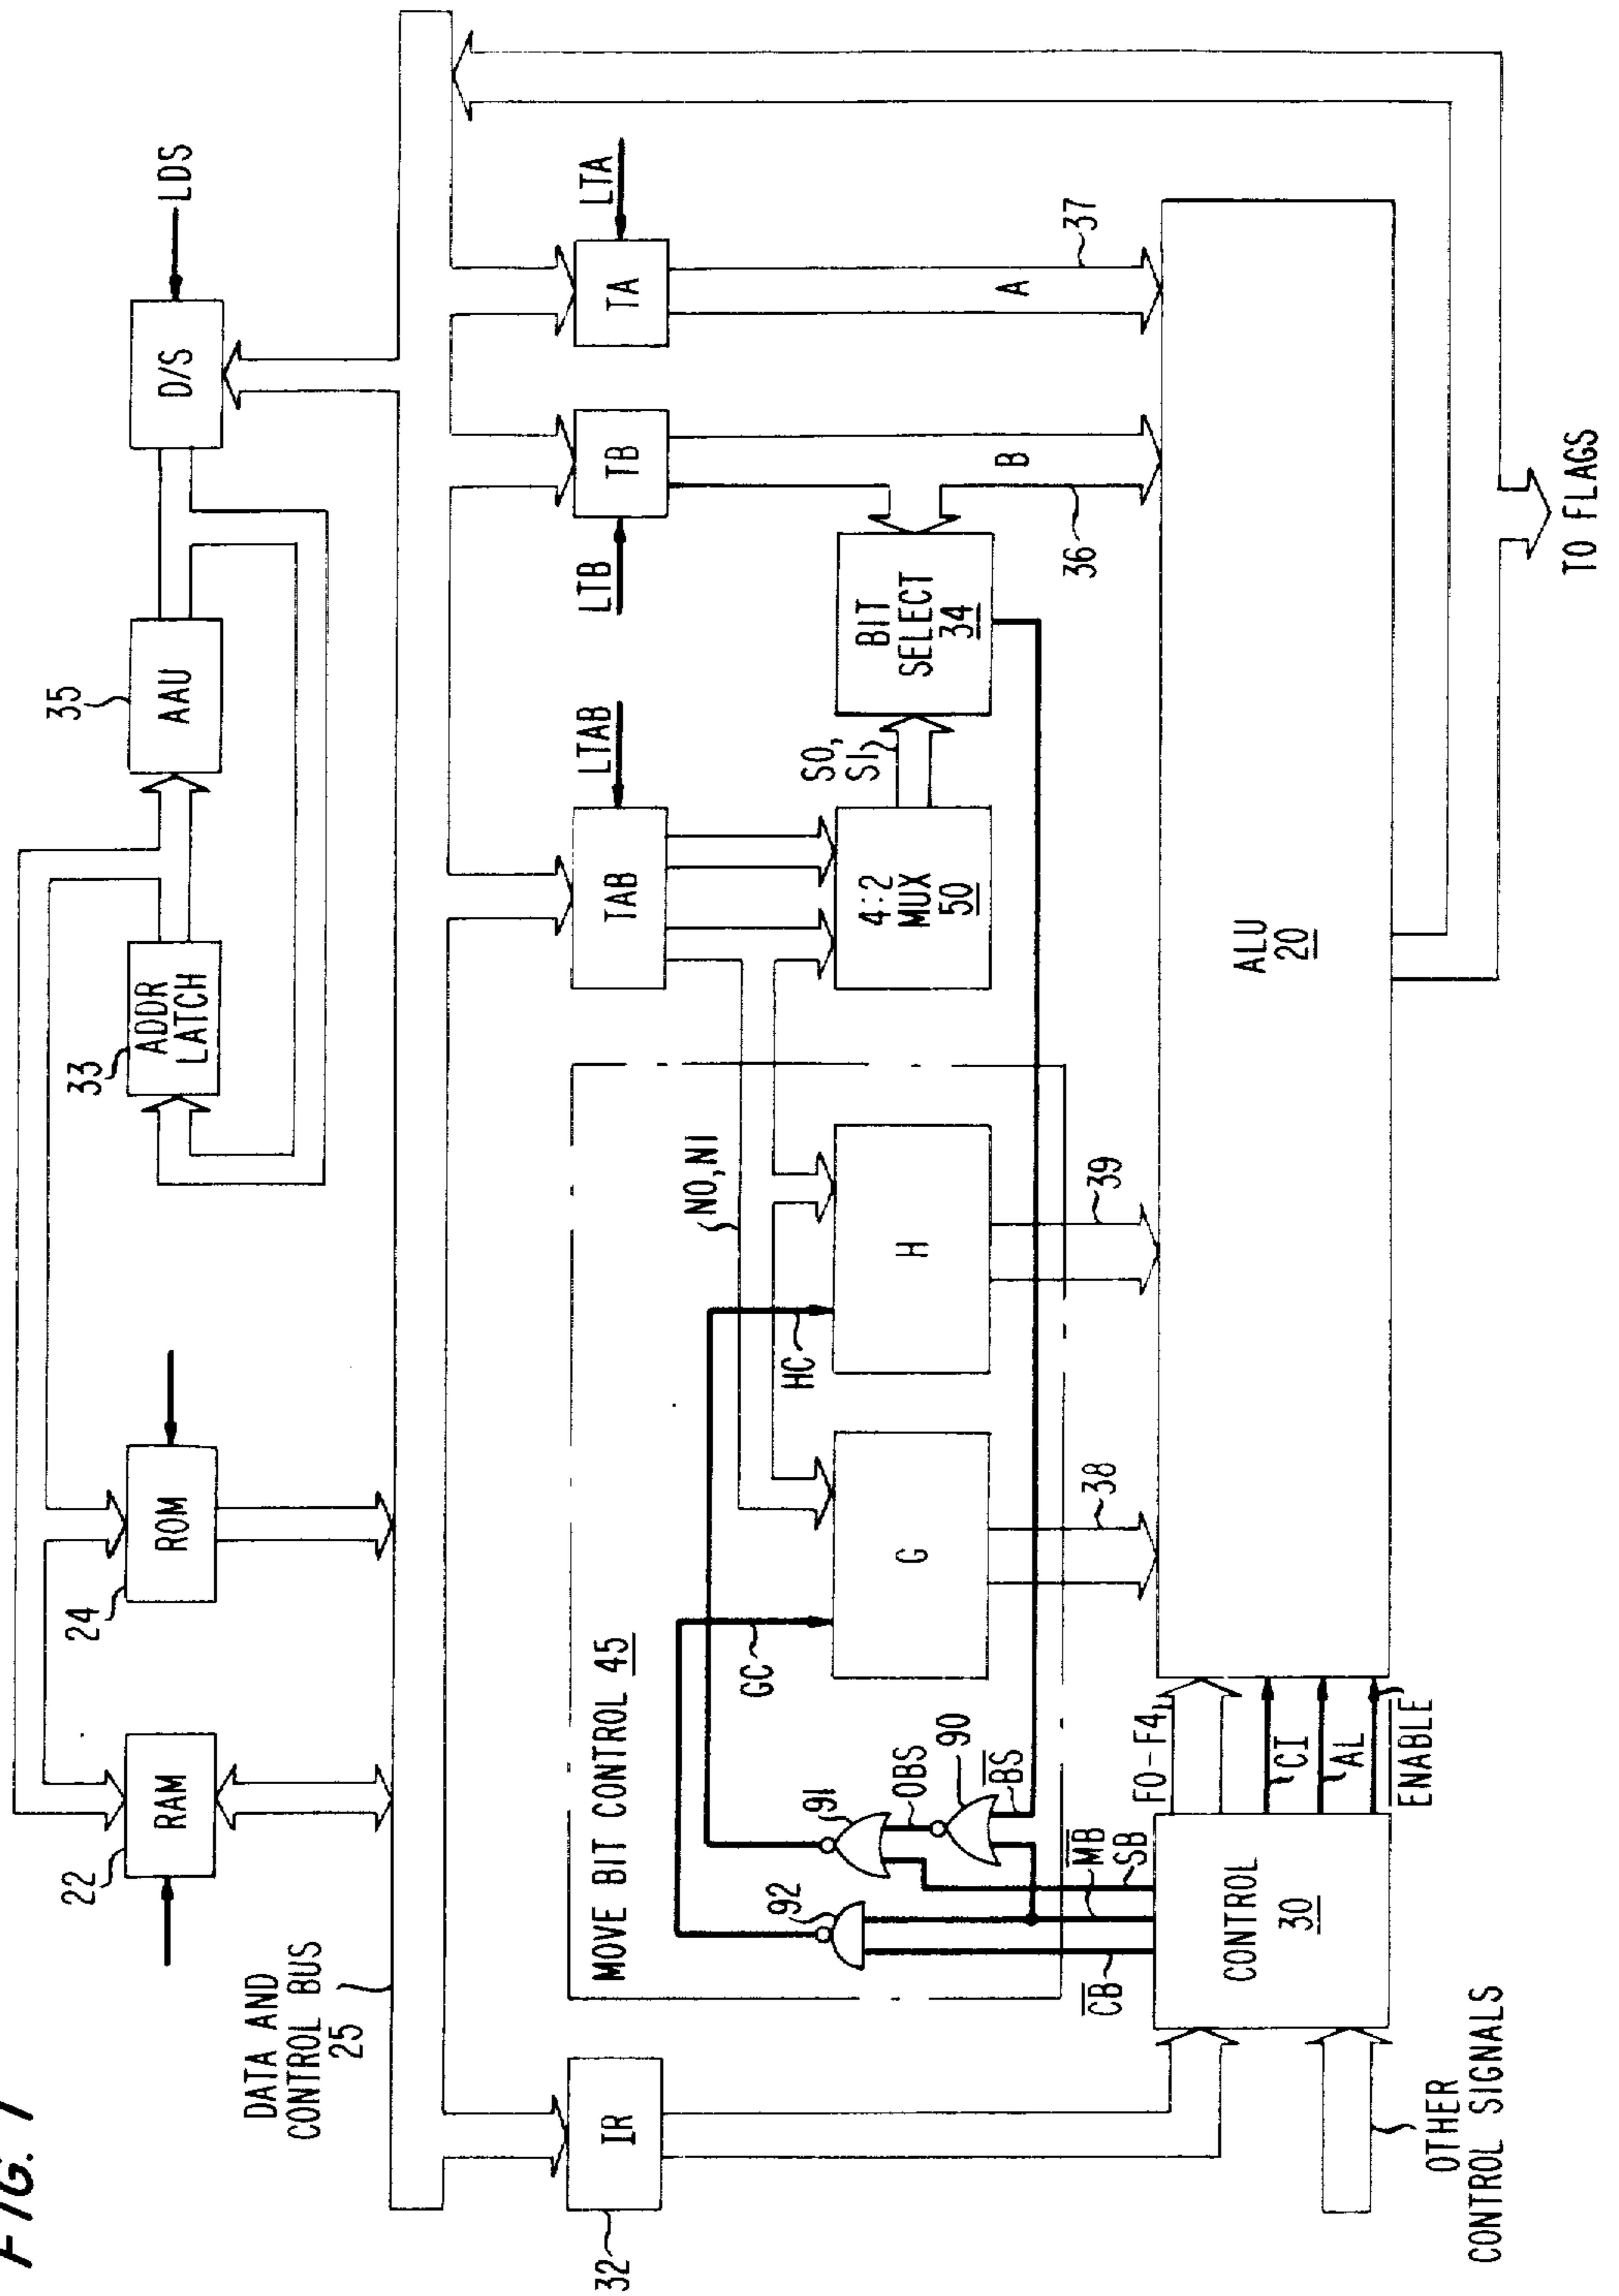 FIG. 1
LDS
D/S
35
AAU
33
ADDR
LATCH
24
ROM
22
RAM
DATA AND
CONTROL BUS
25
LTA
TA
LTB
TB
LTAB
TAB
A
37
B
36
BIT
SELECT
34
S0,
S1
4:2
MUX
50
N0,N1
HC
H
39
GC
G
38
MOVE BIT CONTROL 45
90
91
92
OBS
BS
MB
SB
CB
32
IR
CONTROL
30
F0-F4
CI
AL
ENABLE
ALU
20
OTHER
CONTROL SIGNALS
TO FLAGS